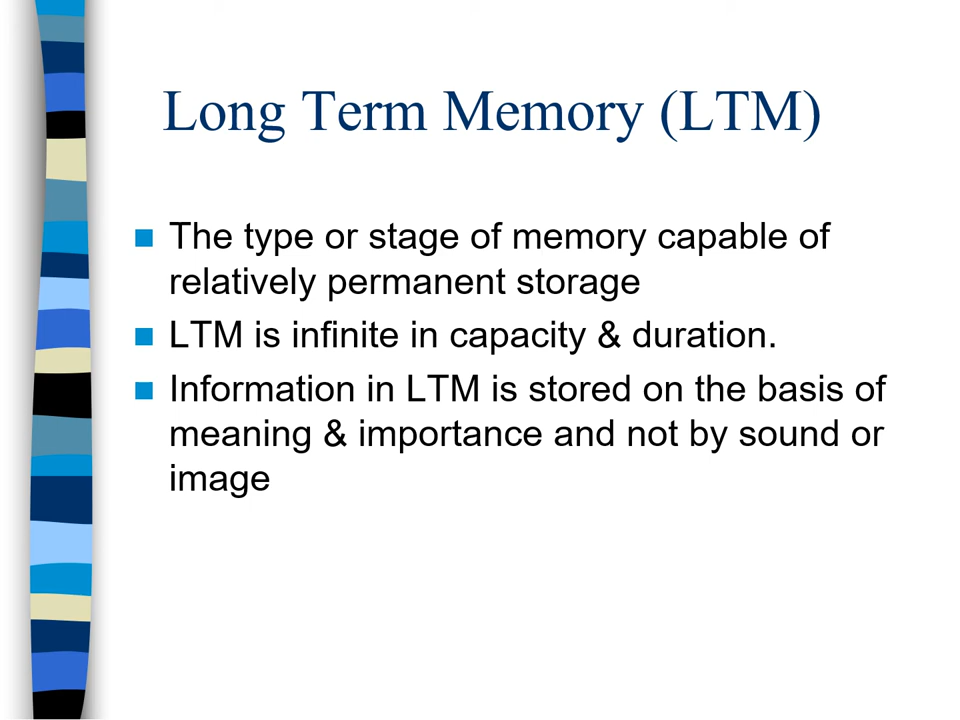 Long Term Memory (LTM)
The type or stage of memory capable of
relatively permanent storage
LTM is infinite in capacity & duration.
Information in LTM is stored on the basis of
meaning & importance and not by sound or
image